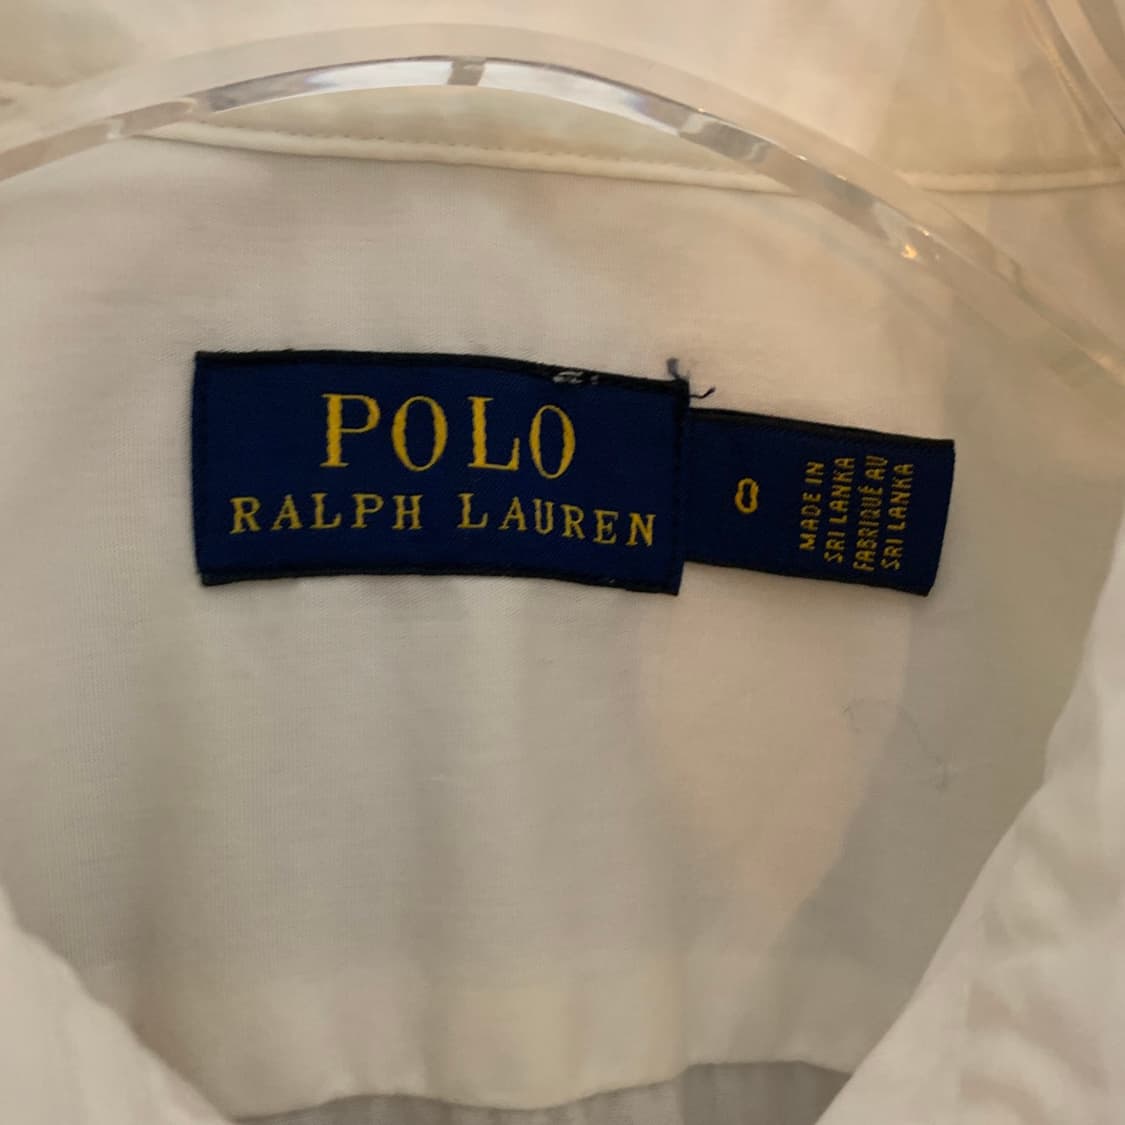 POLO
RALPH LAUREN
0
MADE IN
SRI LANKA
FABRIQUÉ AU
SRI LANKA